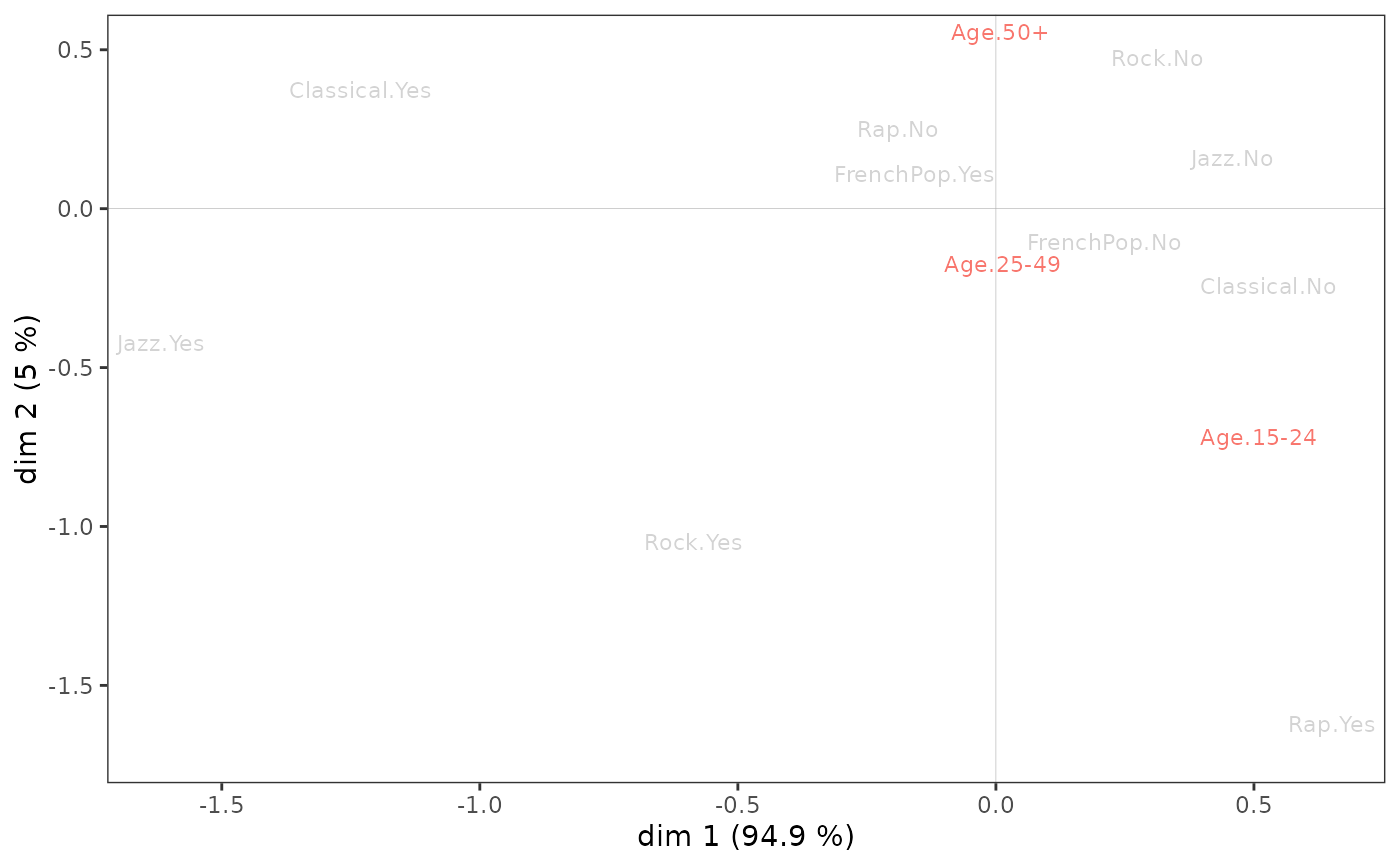 Age.50+
0.5
Rock.No
Classical.Yes
Rap.No
Jazz.No
FrenchPop.Yes
0.0
FrenchPop.No
Age.25-49
Classical.No
Jazz.Yes
-0.5
Age.15-24
-1.0
Rock.Yes
-1.5
Rap.Yes
-1.5 -1.0 -0.5 0.0 0.5
dim 1 (94.9 %)
dim 2 (5 %)